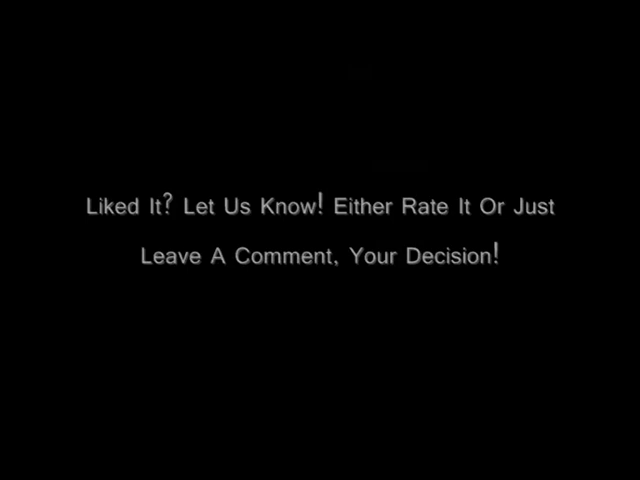 Liked It? Let Us Know! Either Rate It Or Just
Leave A Comment, Your Decision!